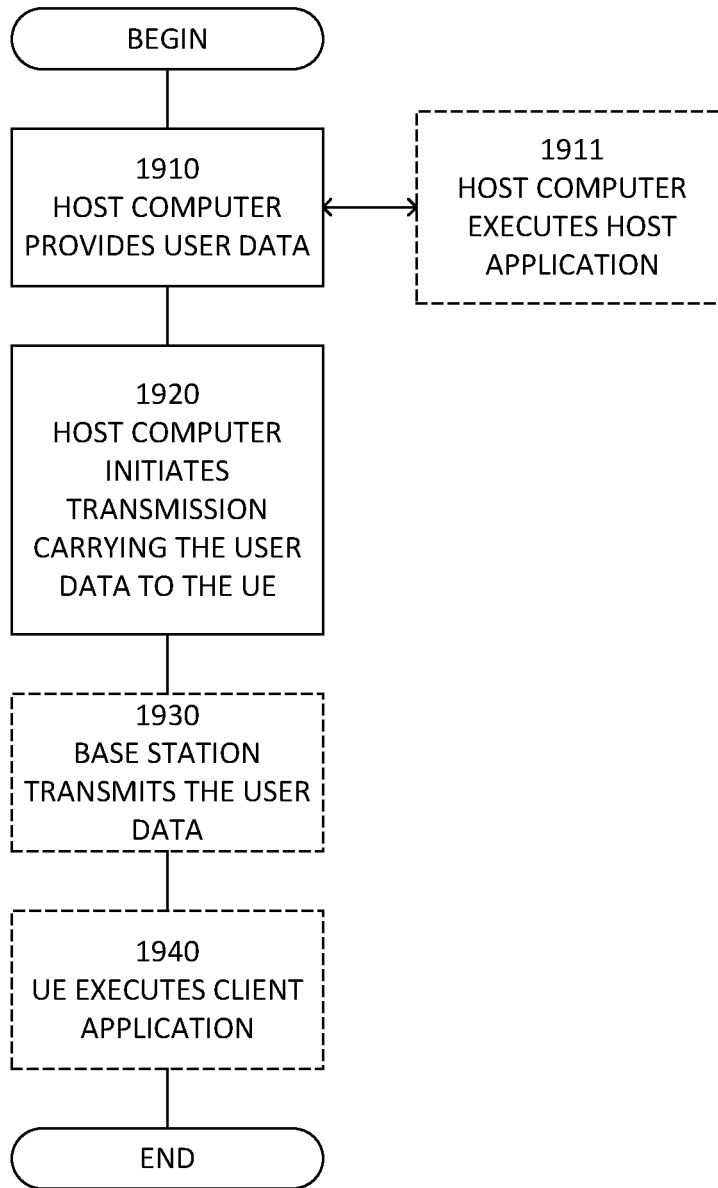 BEGIN
1910
HOST COMPUTER
PROVIDES USER DATA
1911
HOST COMPUTER
EXECUTES HOST
APPLICATION
1920
HOST COMPUTER
INITIATES
TRANSMISSION
CARRYING THE USER
DATA TO THE UE
1930
BASE STATION
TRANSMITS THE USER
DATA
1940
UE EXECUTES CLIENT
APPLICATION
END